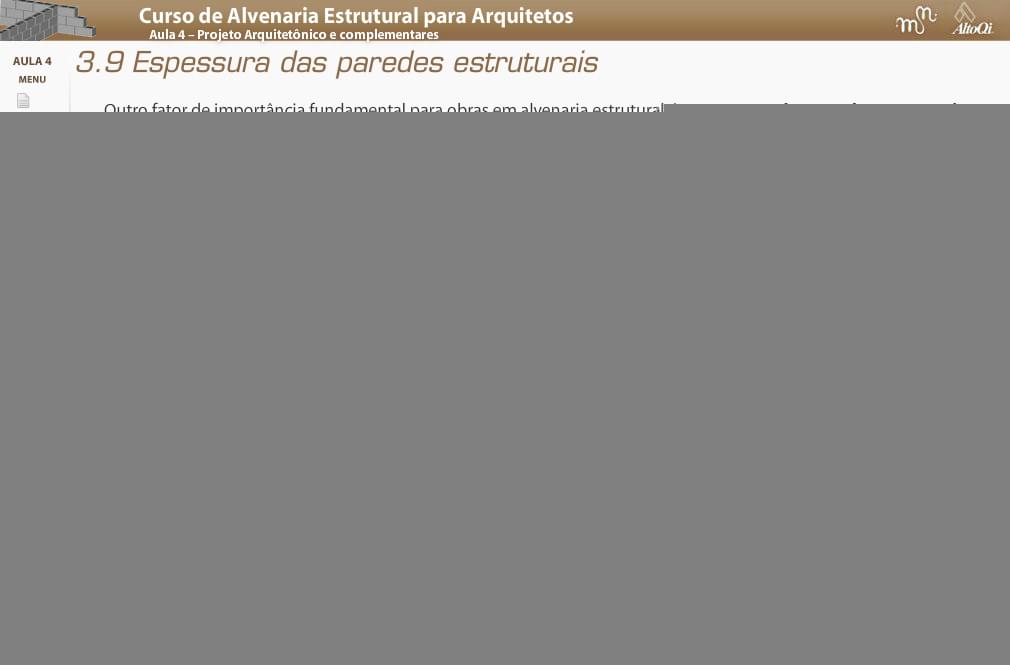 Curso de Alvenaria Estrutural para Arquitetos
Aula 4 – Projeto Arquitetônico e complementares
AltoQi
AULA 4
MENU
3.9 Espessura das paredes estruturais
Outro fator de importância fundamental para obras em alvenaria estrutural